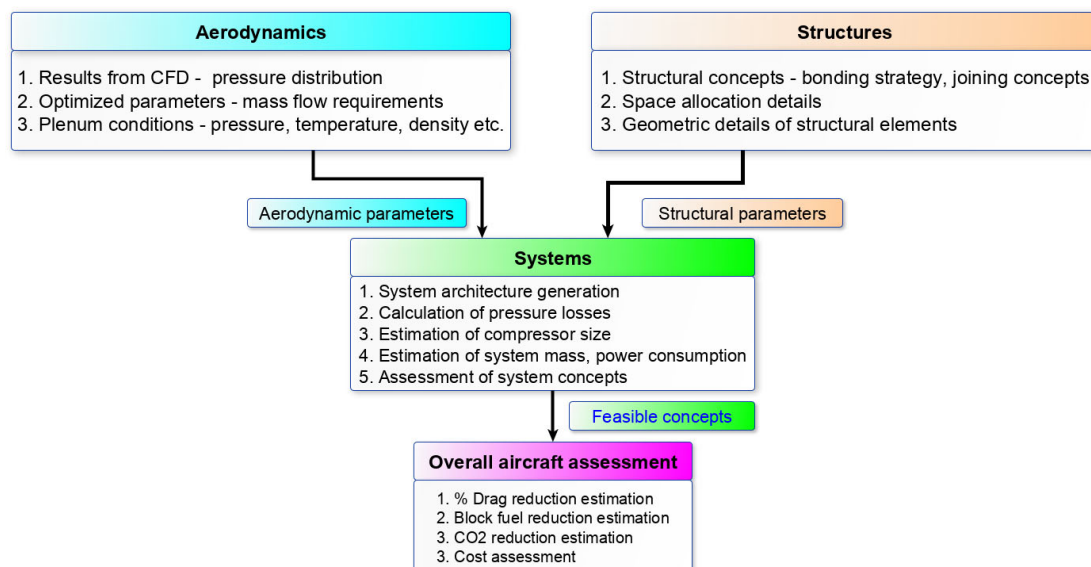 Aerodynamics
1. Results from CFD - pressure distribution
2. Optimized parameters - mass flow requirements
3. Plenum conditions - pressure, temperature, density etc.
Structures
1. Structural concepts - bonding strategy, joining concepts
2. Space allocation details
3. Geometric details of structural elements
Aerodynamic parameters
Structural parameters
Systems
1. System architecture generation
2. Calculation of pressure losses
3. Estimation of compressor size
4. Estimation of system mass, power consumption
5. Assessment of system concepts
Feasible concepts
Overall aircraft assessment
1. % Drag reduction estimation
2. Block fuel reduction estimation
3. CO2 reduction estimation
3. Cost assessment